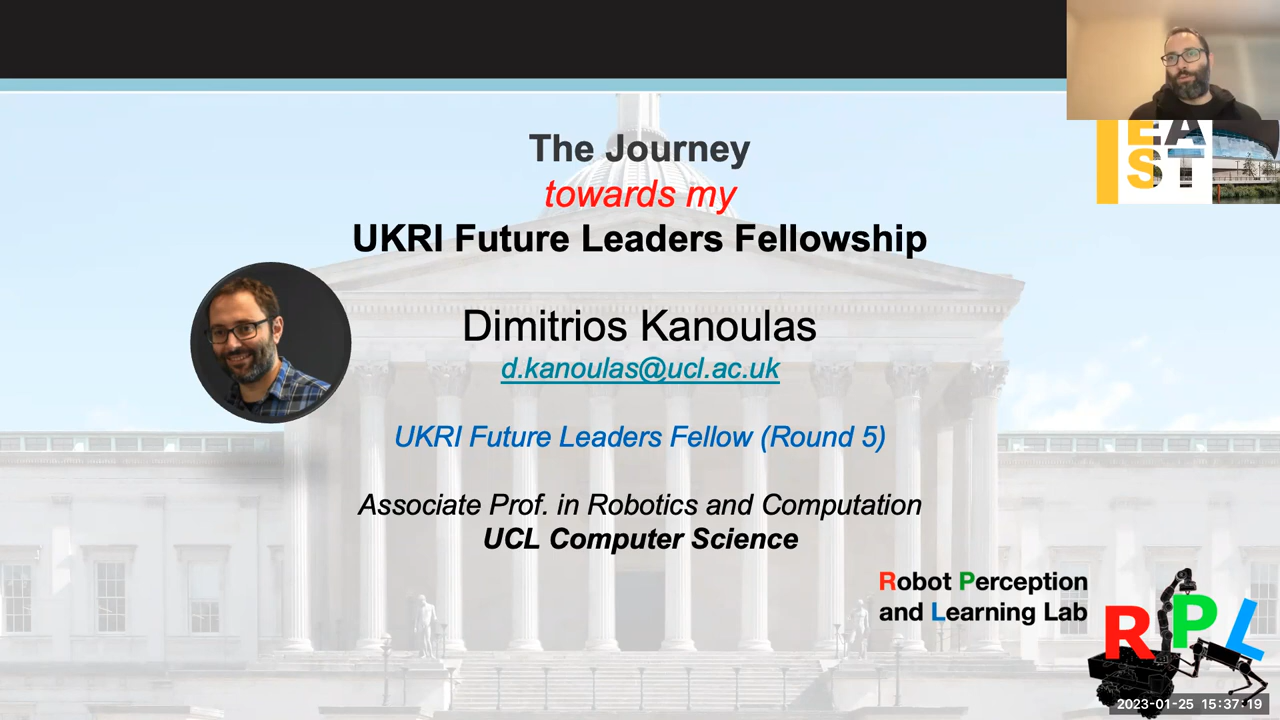 The Journey
towards my
UKRI Future Leaders Fellowship
Dimitrios Kanoulas
d.kanoulas@ucl.ac.uk
UKRI Future Leaders Fellow (Round 5)
Associate Prof. in Robotics and Computation
UCL Computer Science
Robot Perception
and Learning Lab
RPL
EA
ST
2023-01-25 15:37:19